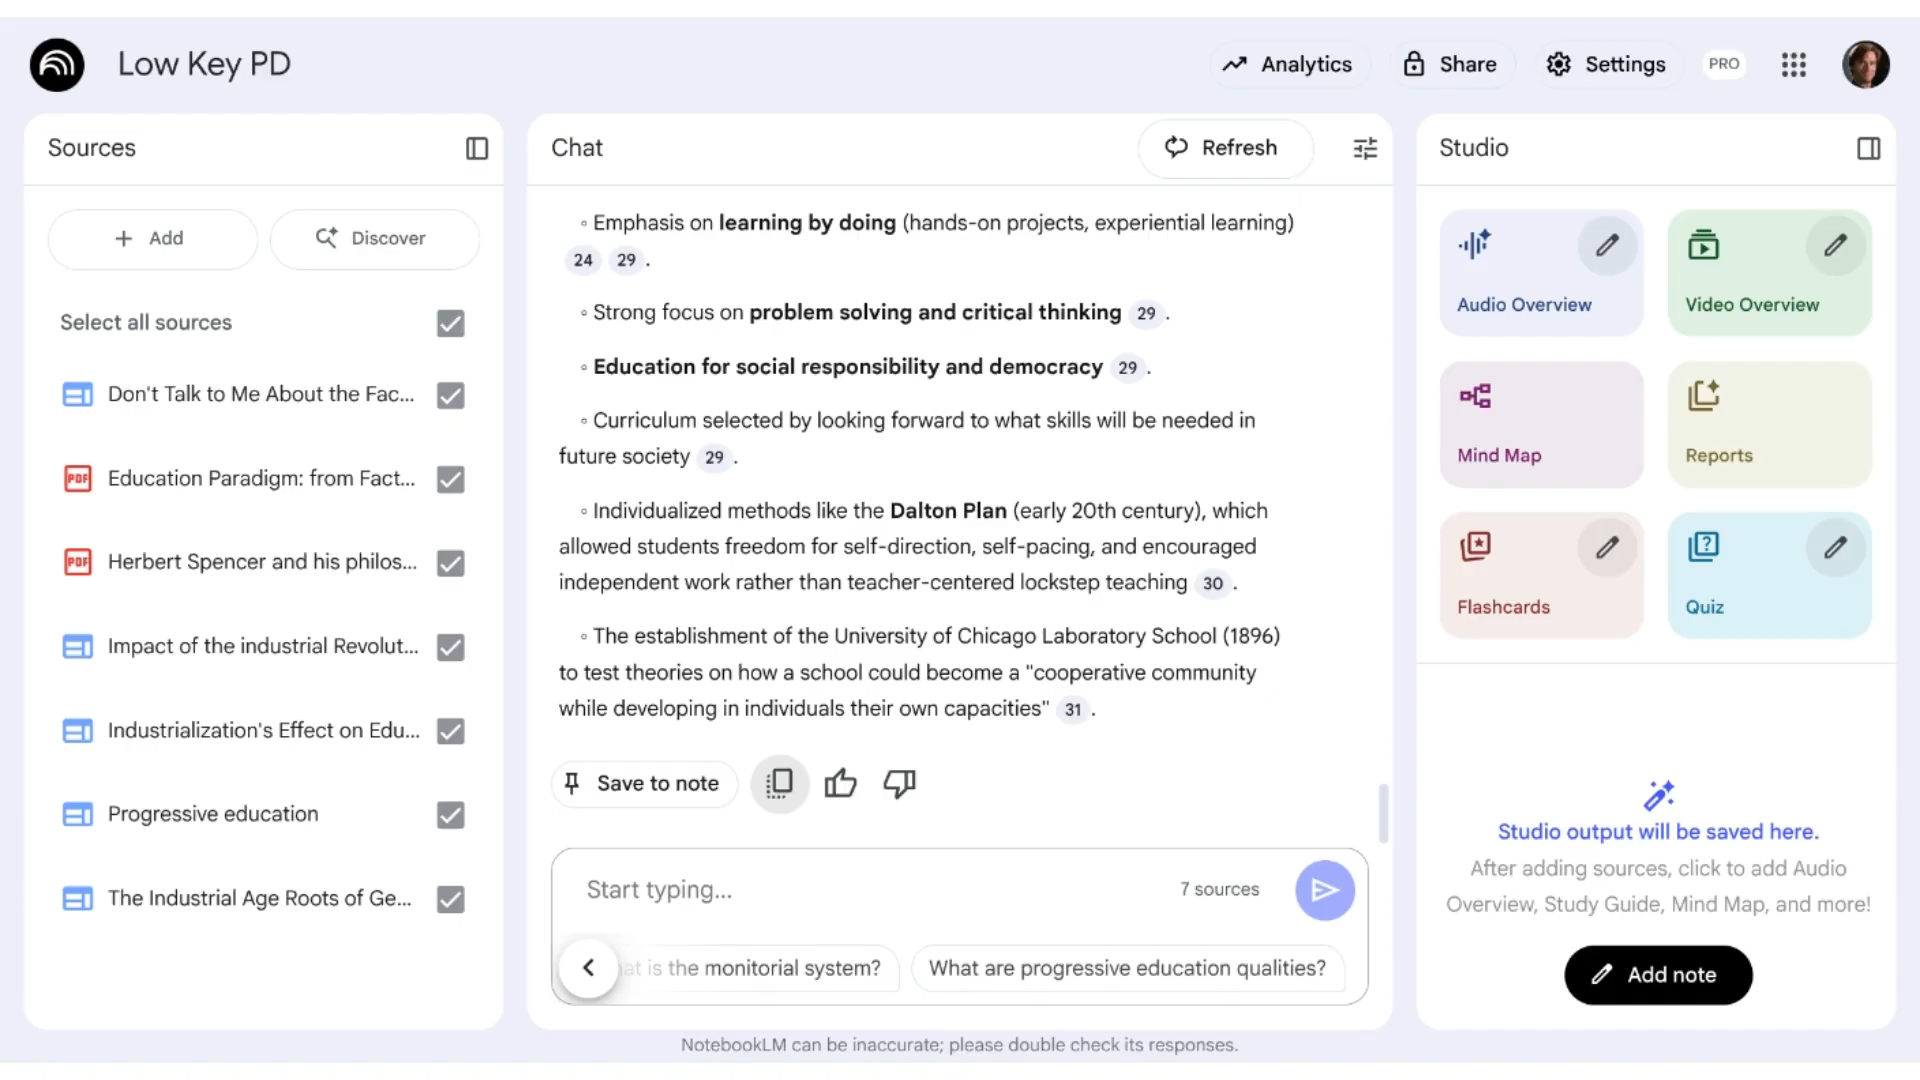 Low Key PD
Analytics
Share
Settings
PRO
Sources
Add
Discover
Select all sources
Don't Talk to Me About the Fac...
PDF
Education Paradigm: from Fact...
PDF
Herbert Spencer and his philos...
Impact of the industrial Revolut...
Industrialization's Effect on Edu...
Progressive education
The Industrial Age Roots of Ge...
Chat
Refresh
◦ Emphasis on learning by doing (hands-on projects, experiential learning)
24 29 .
◦ Strong focus on problem solving and critical thinking 29 .
◦ Education for social responsibility and democracy 29 .
◦ Curriculum selected by looking forward to what skills will be needed in
future society 29 .
◦ Individualized methods like the Dalton Plan (early 20th century), which
allowed students freedom for self-direction, self-pacing, and encouraged
independent work rather than teacher-centered lockstep teaching 30 .
◦ The establishment of the University of Chicago Laboratory School (1896)
to test theories on how a school could become a "cooperative community
while developing in individuals their own capacities" 31 .
Save to note
Start typing...
7 sources
is the monitorial system?
What are progressive education qualities?
Studio
Audio Overview
Video Overview
Mind Map
Reports
Flashcards
Quiz
Studio output will be saved here.
After adding sources, click to add Audio
Overview, Study Guide, Mind Map, and more!
Add note
NotebookLM can be inaccurate; please double check its responses.